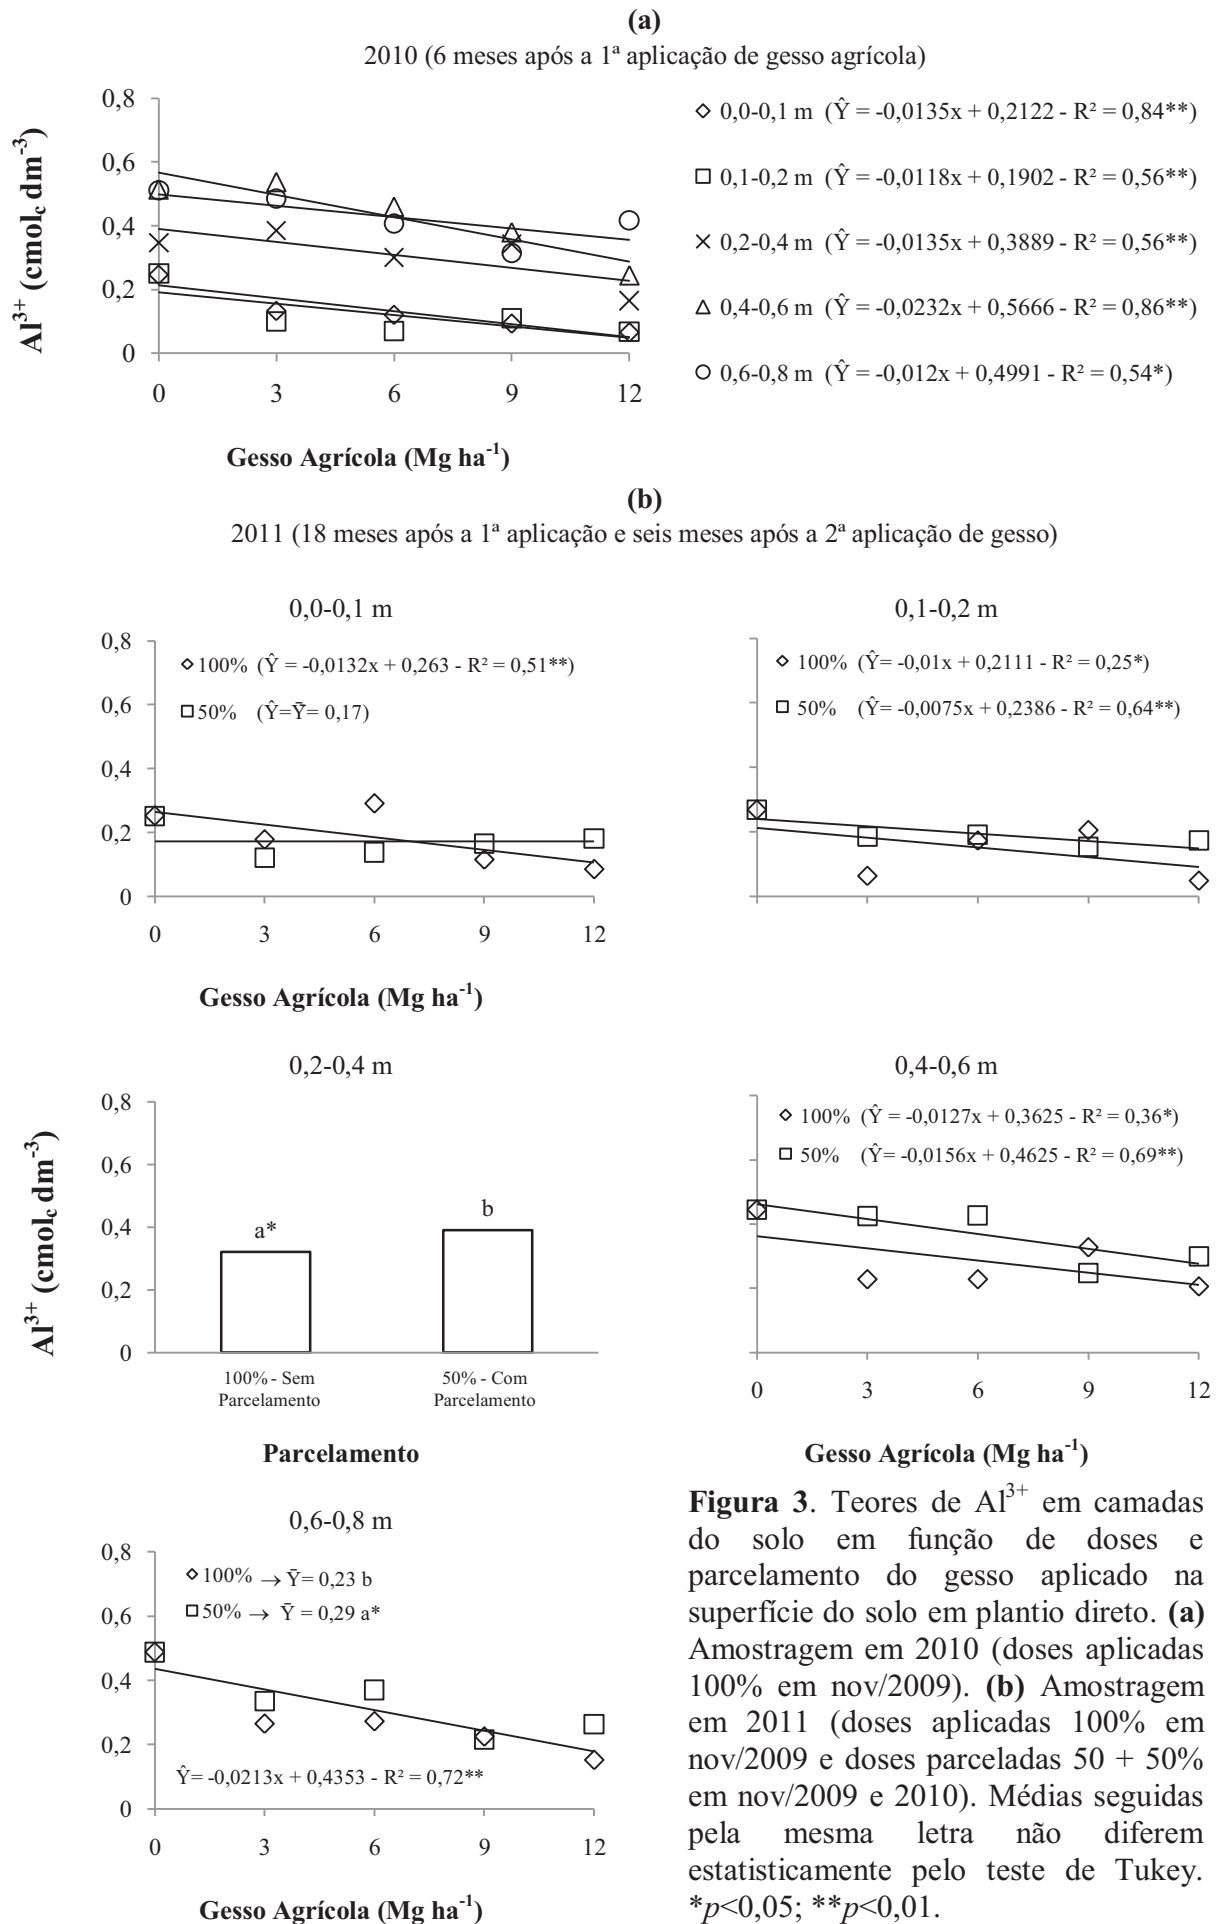 (a)
2010 (6 meses após a 1ª aplicação de gesso agrícola)
Al³⁺ (cmol꜀ dm⁻³)
0,8
0,6
0,4
0,2
0
0 3 6 9 12
Gesso Agrícola (Mg ha⁻¹)
0,0-0,1 m (Ŷ = -0,0135x + 0,2122 - R² = 0,84**)
0,1-0,2 m (Ŷ = -0,0118x + 0,1902 - R² = 0,56**)
0,2-0,4 m (Ŷ = -0,0135x + 0,3889 - R² = 0,56**)
0,4-0,6 m (Ŷ = -0,0232x + 0,5666 - R² = 0,86**)
0,6-0,8 m (Ŷ = -0,012x + 0,4991 - R² = 0,54*)
(b)
2011 (18 meses após a 1ª aplicação e seis meses após a 2ª aplicação de gesso)
0,0-0,1 m
0,8
0,6
0,4
0,2
0
100% (Ŷ = -0,0132x + 0,263 - R² = 0,51**)
50% (Ŷ=Ȳ= 0,17)
0 3 6 9 12
Gesso Agrícola (Mg ha⁻¹)
0,1-0,2 m
100% (Ŷ= -0,01x + 0,2111 - R² = 0,25*)
50% (Ŷ= -0,0075x + 0,2386 - R² = 0,64**)
0,2-0,4 m
Al³⁺ (cmol꜀ dm⁻³)
0,8
0,6
0,4
0,2
0
a*
b
100% - Sem
Parcelamento
50% - Com
Parcelamento
Parcelamento
0,4-0,6 m
100% (Ŷ = -0,0127x + 0,3625 - R² = 0,36*)
50% (Ŷ= -0,0156x + 0,4625 - R² = 0,69**)
0 3 6 9 12
Gesso Agrícola (Mg ha⁻¹)
0,6-0,8 m
0,8
0,6
0,4
0,2
0
100% → Ȳ= 0,23 b
50% → Ȳ = 0,29 a*
Ŷ= -0,0213x + 0,4353 - R² = 0,72**
0 3 6 9 12
Gesso Agrícola (Mg ha⁻¹)
Figura 3. Teores de Al³⁺ em camadas
do solo em função de doses e
parcelamento do gesso aplicado na
superfície do solo em plantio direto. (a)
Amostragem em 2010 (doses aplicadas
100% em nov/2009). (b) Amostragem
em 2011 (doses aplicadas 100% em
nov/2009 e doses parceladas 50 + 50%
em nov/2009 e 2010). Médias seguidas
pela mesma letra não diferem
estatisticamente pelo teste de Tukey.
*p<0,05; **p<0,01.